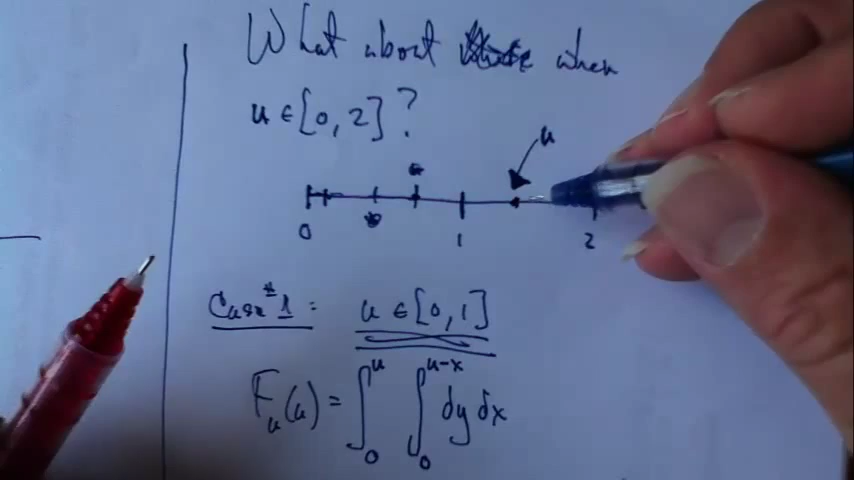 What about when
u ∈ [0, 2] ?
u
0 1 2
Case #1: u ∈ [0, 1]
F_u(u) = ∫_0^u ∫_0^{u-x} dy dx